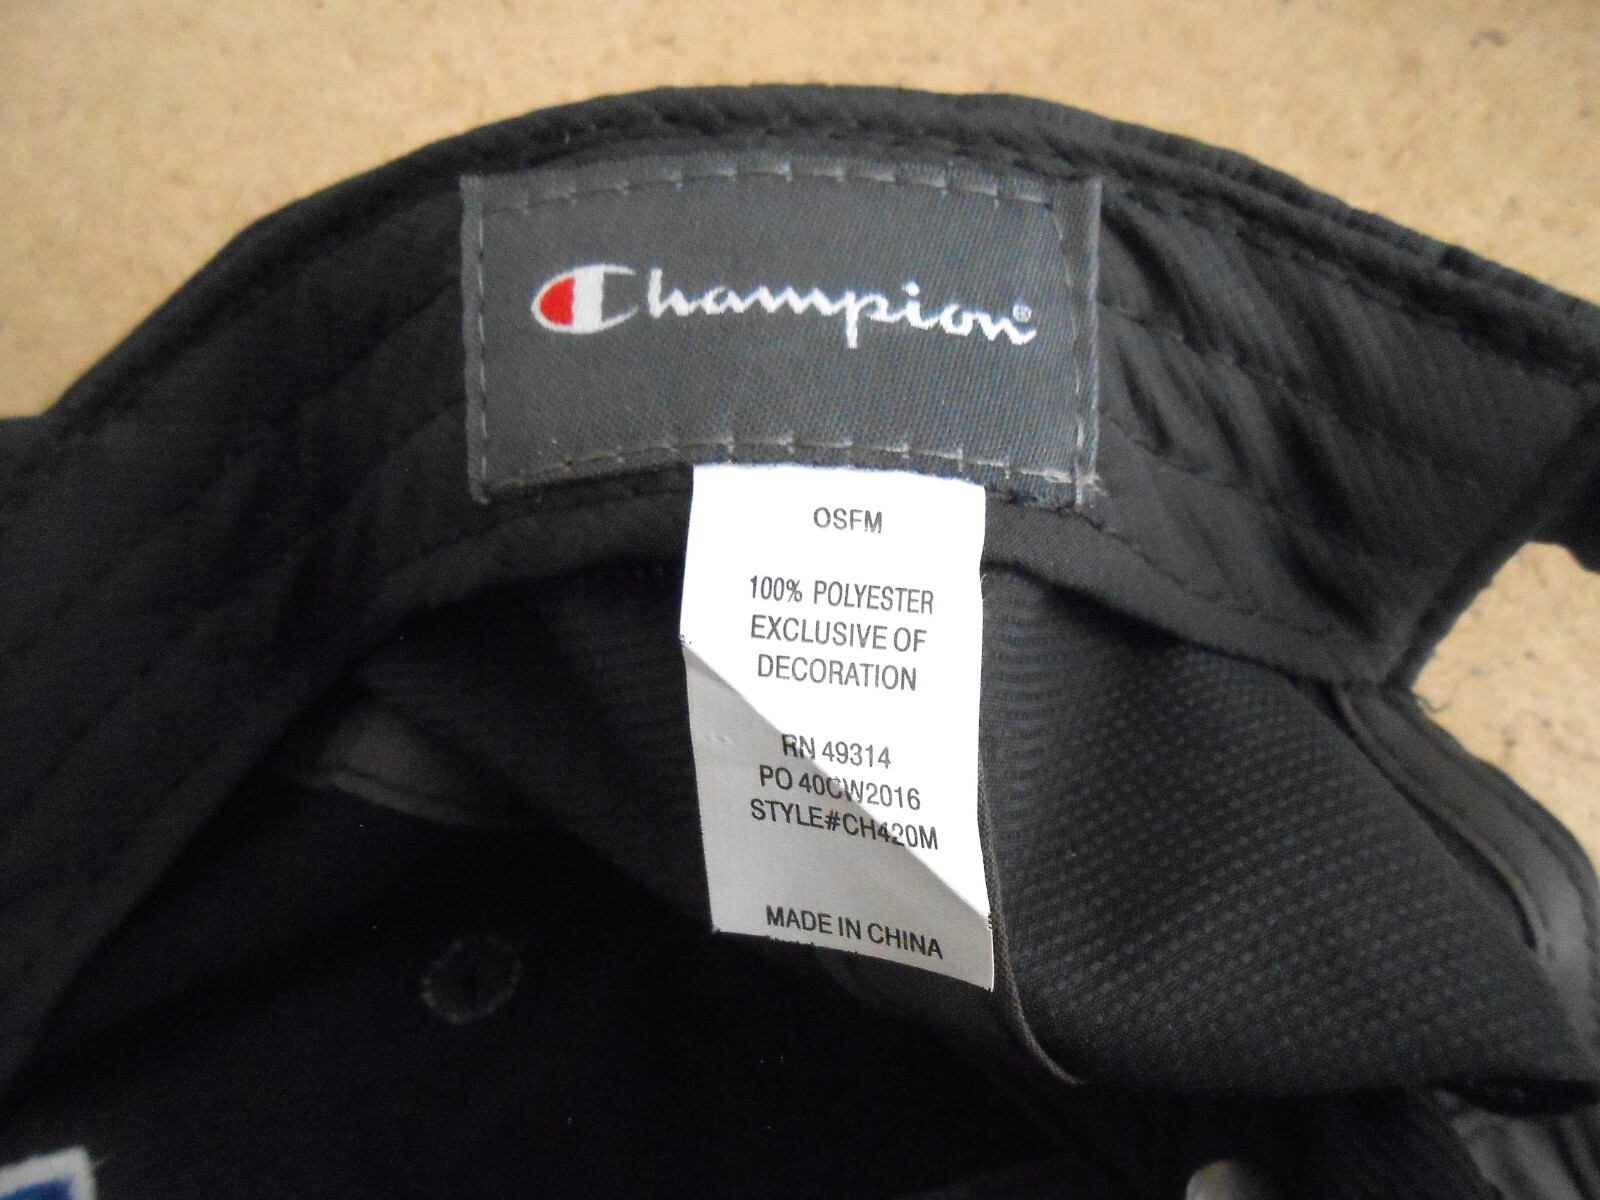 Champion®
OSFM
100% POLYESTER
EXCLUSIVE OF
DECORATION
RN 49314
PO 40CW2016
STYLE#CH420M
MADE IN CHINA